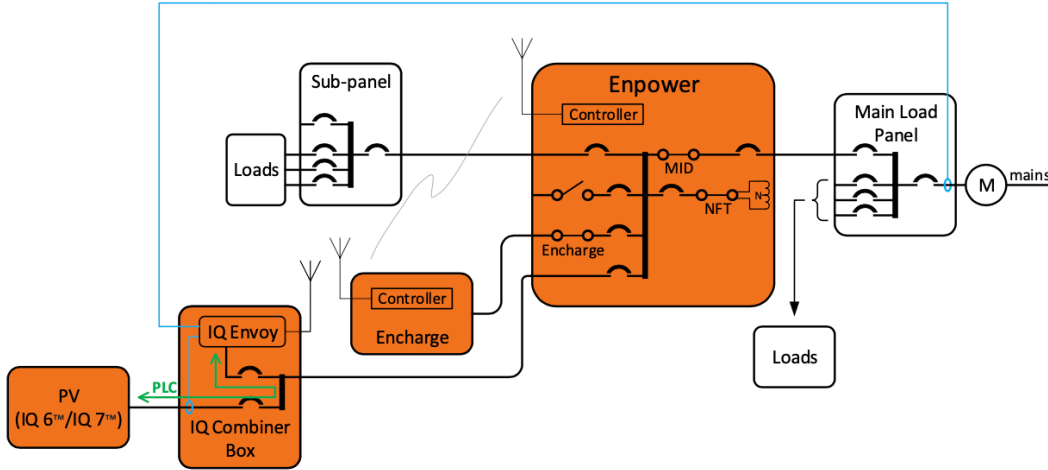 Sub-panel
Loads
Enpower
Controller
MID
N
NFT
Encharge
Main Load
Panel
M
mains
Loads
Controller
Encharge
IQ Envoy
PLC
IQ Combiner
Box
PV
(IQ 6™/IQ 7™)